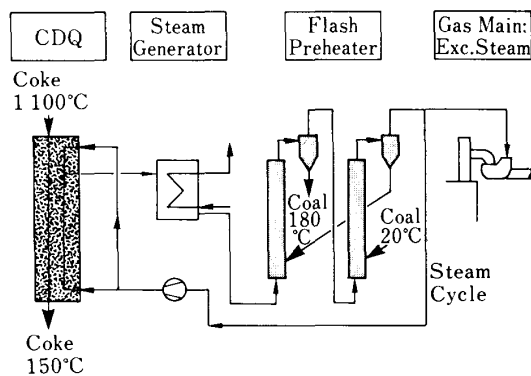 CDQ
Steam
Generator
Flash
Preheater
Gas Main:
Exc.Steam
Coke
1 100°C
Coal
180
°C
Coal
20°C
Steam
Cycle
Coke
150°C